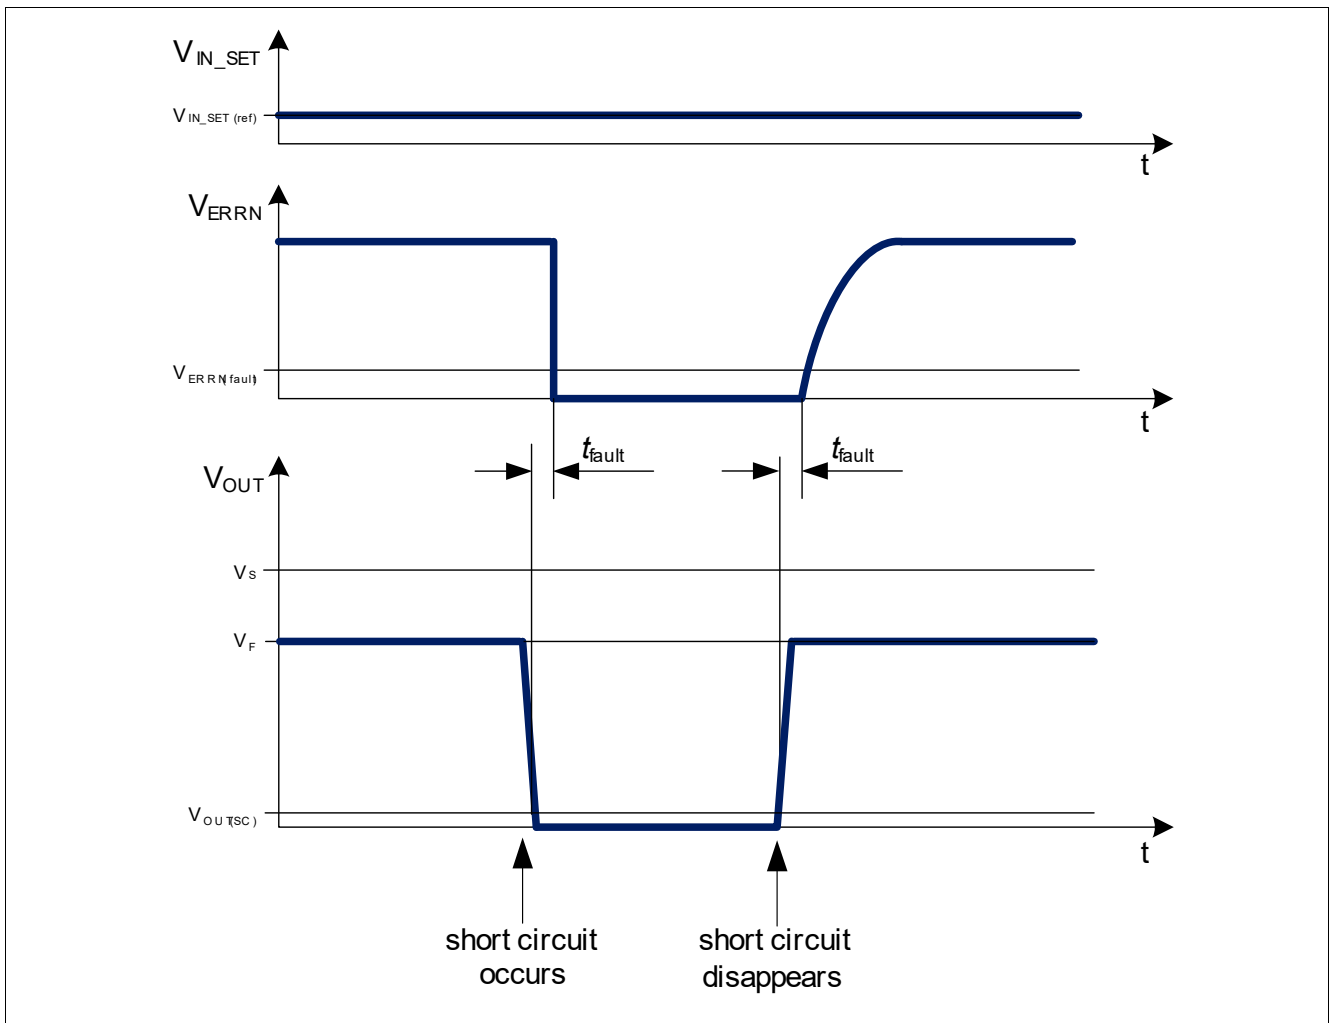 VIN_SET
VIN_SET (ref)
t
VERRN
VERRN(fault)
t
tfault
tfault
VOUT
VS
VF
VOUT(SC)
t
short circuit
occurs
short circuit
disappears